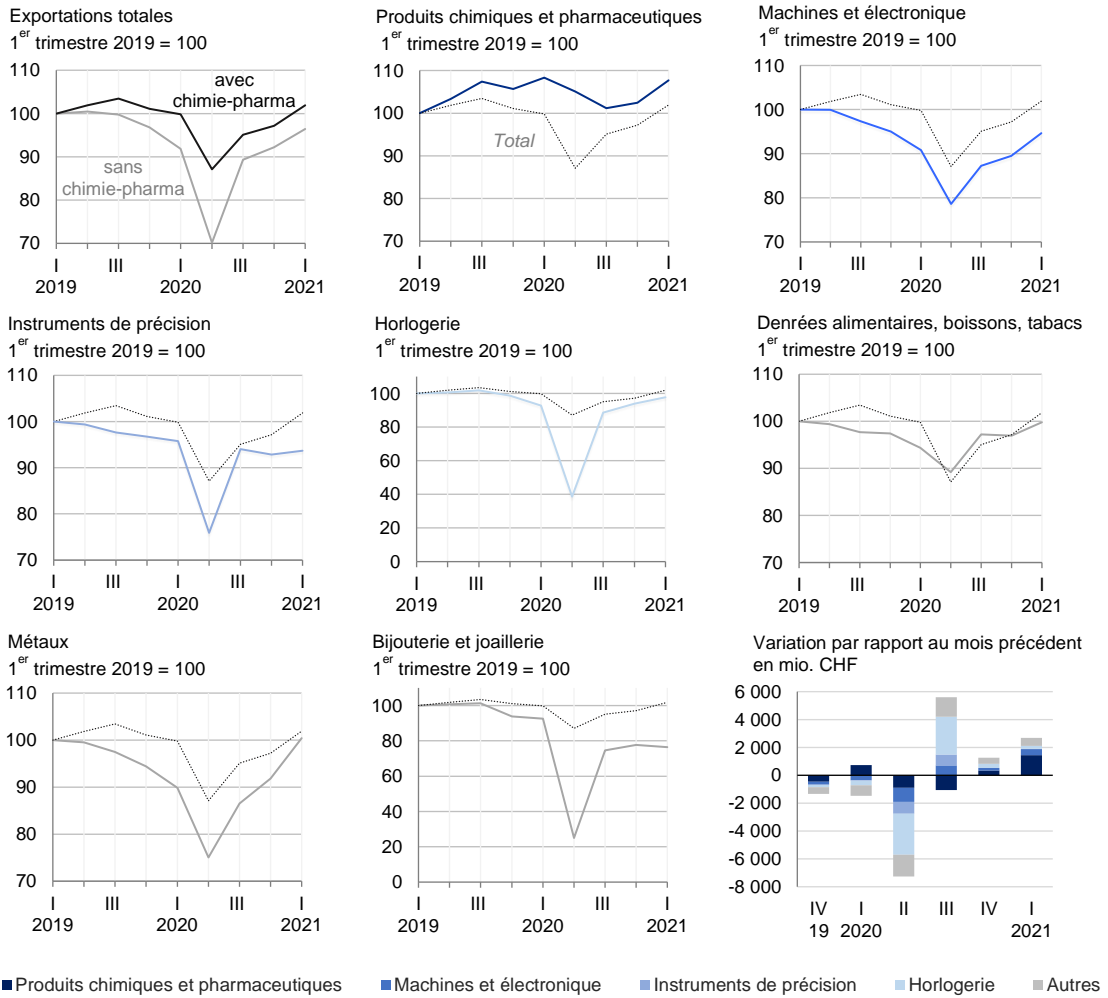 Exportations totales
1er trimestre 2019 = 100
110
100
90
80
70
avec
chimie-pharma
sans
chimie-pharma
I III I III I
2019 2020 2021
Produits chimiques et pharmaceutiques
1er trimestre 2019 = 100
110
100
90
80
70
Total
I III I III I
2019 2020 2021
Machines et électronique
1er trimestre 2019 = 100
110
100
90
80
70
I III I III I
2019 2020 2021
Instruments de précision
1er trimestre 2019 = 100
110
100
90
80
70
I III I III I
2019 2020 2021
Horlogerie
1er trimestre 2019 = 100
100
80
60
40
20
0
I III I III I
2019 2020 2021
Denrées alimentaires, boissons, tabacs
1er trimestre 2019 = 100
110
100
90
80
70
I III I III I
2019 2020 2021
Métaux
1er trimestre 2019 = 100
110
100
90
80
70
I III I III I
2019 2020 2021
Bijouterie et joaillerie
1er trimestre 2019 = 100
100
80
60
40
20
0
I III I III I
2019 2020 2021
Variation par rapport au mois précédent
en mio. CHF
6 000
4 000
2 000
0
-2 000
-4 000
-6 000
-8 000
IV I II III IV I
19 2020 2021
Produits chimiques et pharmaceutiques Machines et électronique Instruments de précision Horlogerie Autres